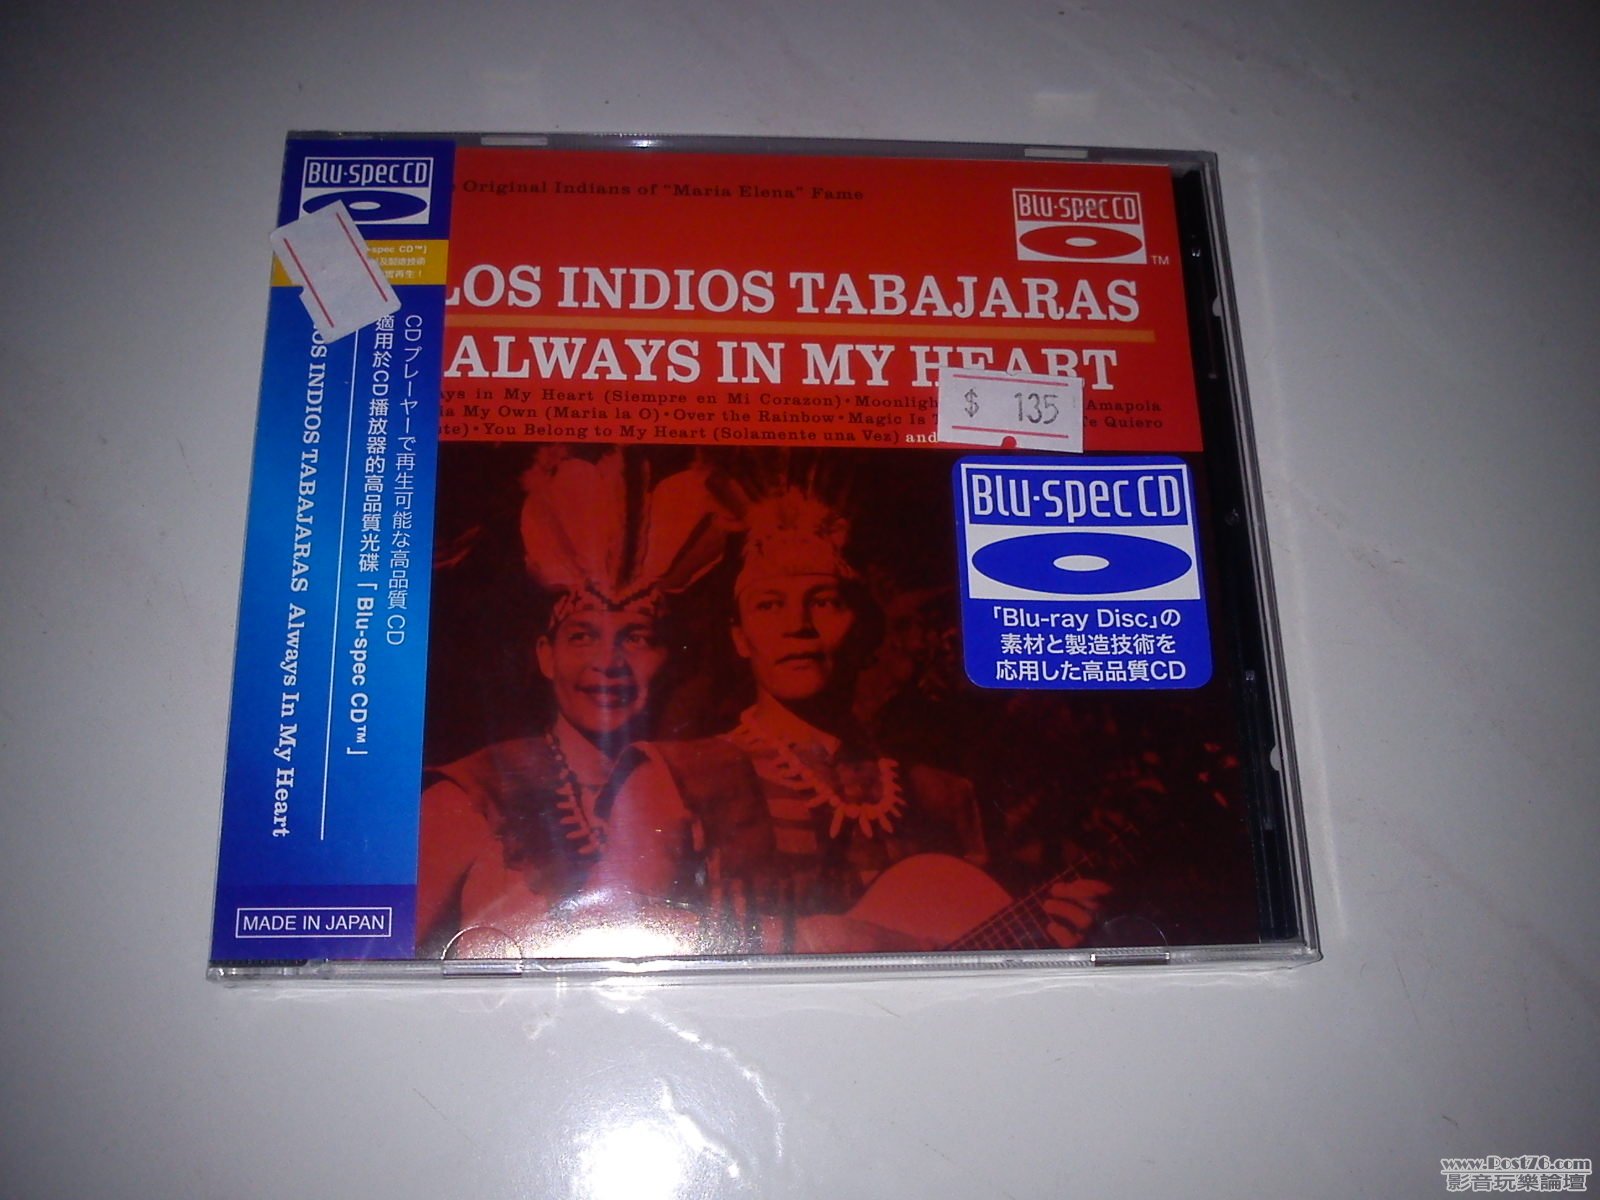 Blu-spec CD
-spec CD™)
CDプレーヤーで再生可能な高品質CD
適用於CD播放器的高品質光碟「Blu-spec CD™」
LOS INDIOS TABAJARAS Always In My Heart
MADE IN JAPAN
Original Indians of "Maria Elena" Fame
Blu-spec CD
TM
LOS INDIOS TABAJARAS
ALWAYS IN MY HEART
in My Heart (Siempre en Mi Corazon)·Moonligh Amapola
My Own (Maria la O)·Over the Rainbow·Magic Is Te Quiero
You Belong to My Heart (Solamente una Vez) and
$ 135
Blu-spec CD
「Blu-ray Disc」の
素材と製造技術を
応用した高品質CD
www.Post76.com
影音玩樂論壇